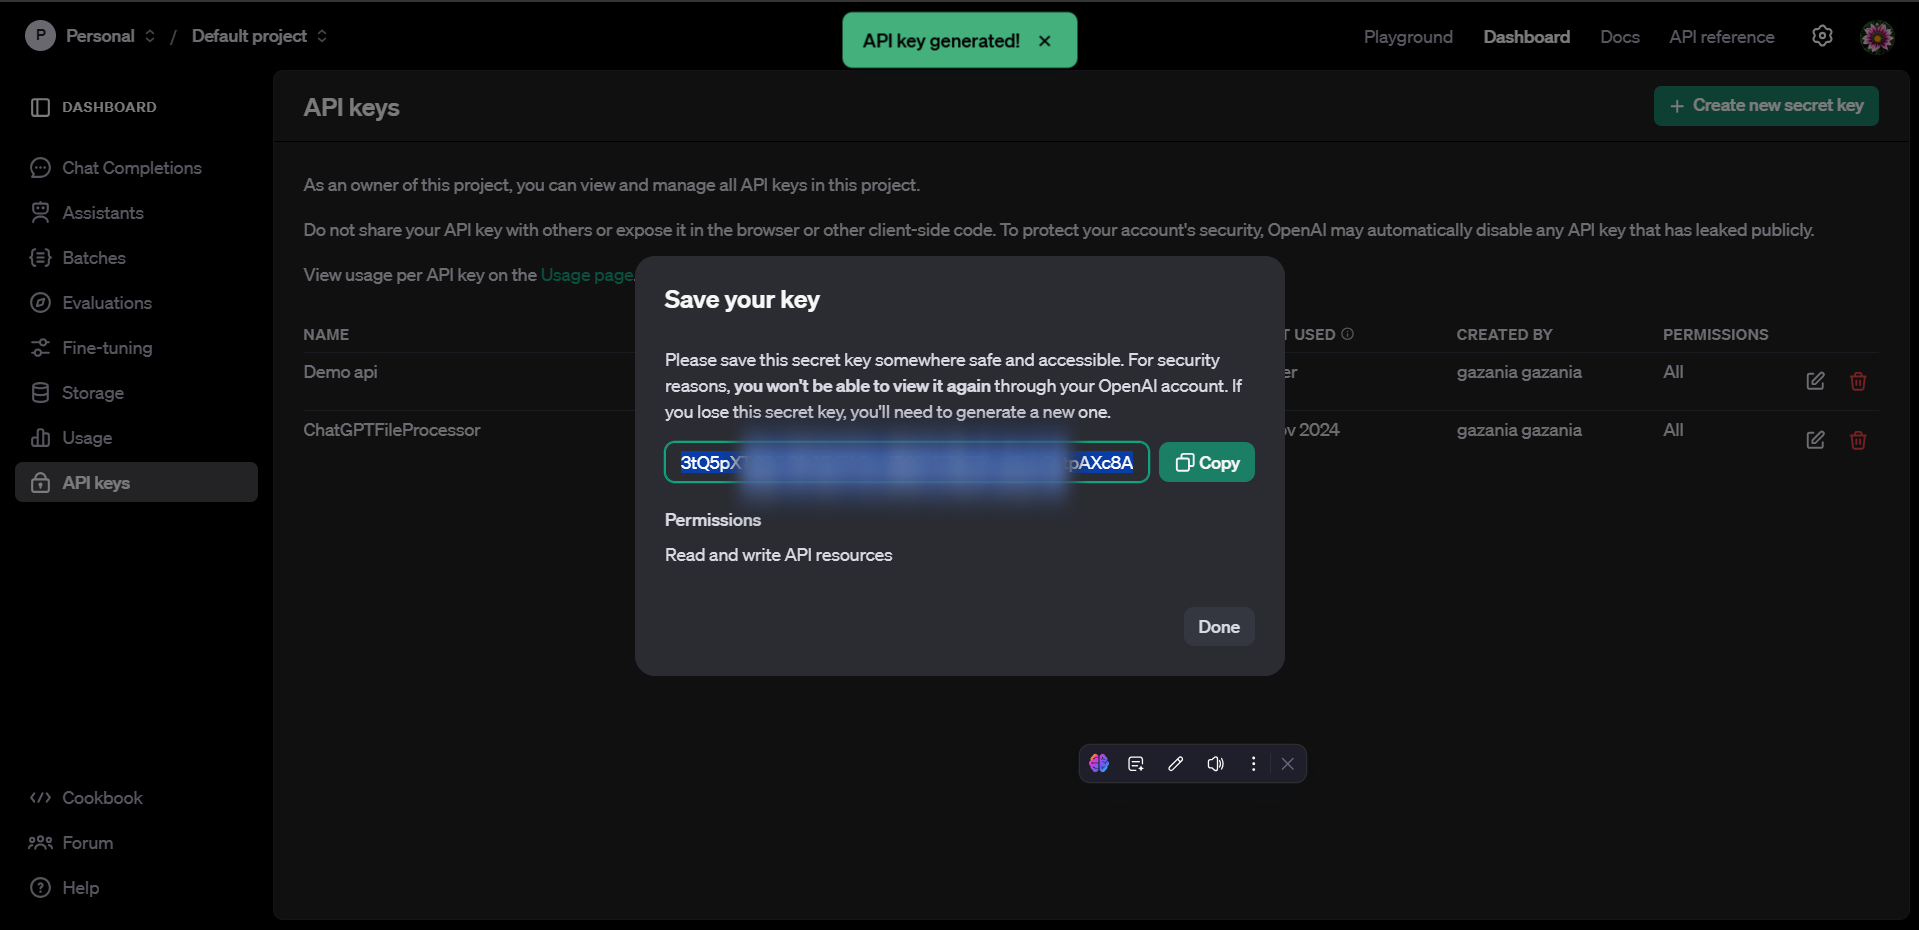 P Personal / Default project
API key generated!
Playground Dashboard Docs API reference
DASHBOARD
Chat Completions
Assistants
Batches
Evaluations
Fine-tuning
Storage
Usage
API keys
Cookbook
Forum
Help
API keys
+ Create new secret key
As an owner of this project, you can view and manage all API keys in this project.
Do not share your API key with others or expose it in the browser or other client-side code. To protect your account's security, OpenAI may automatically disable any API key that has leaked publicly.
View usage per API key on the Usage page.
NAME T USED CREATED BY PERMISSIONS
Demo api er gazania gazania All
ChatGPTFileProcessor ov 2024 gazania gazania All
Save your key
Please save this secret key somewhere safe and accessible. For security
reasons, you won't be able to view it again through your OpenAI account. If
you lose this secret key, you'll need to generate a new one.
3tQ5pX pAXc8A Copy
Permissions
Read and write API resources
Done